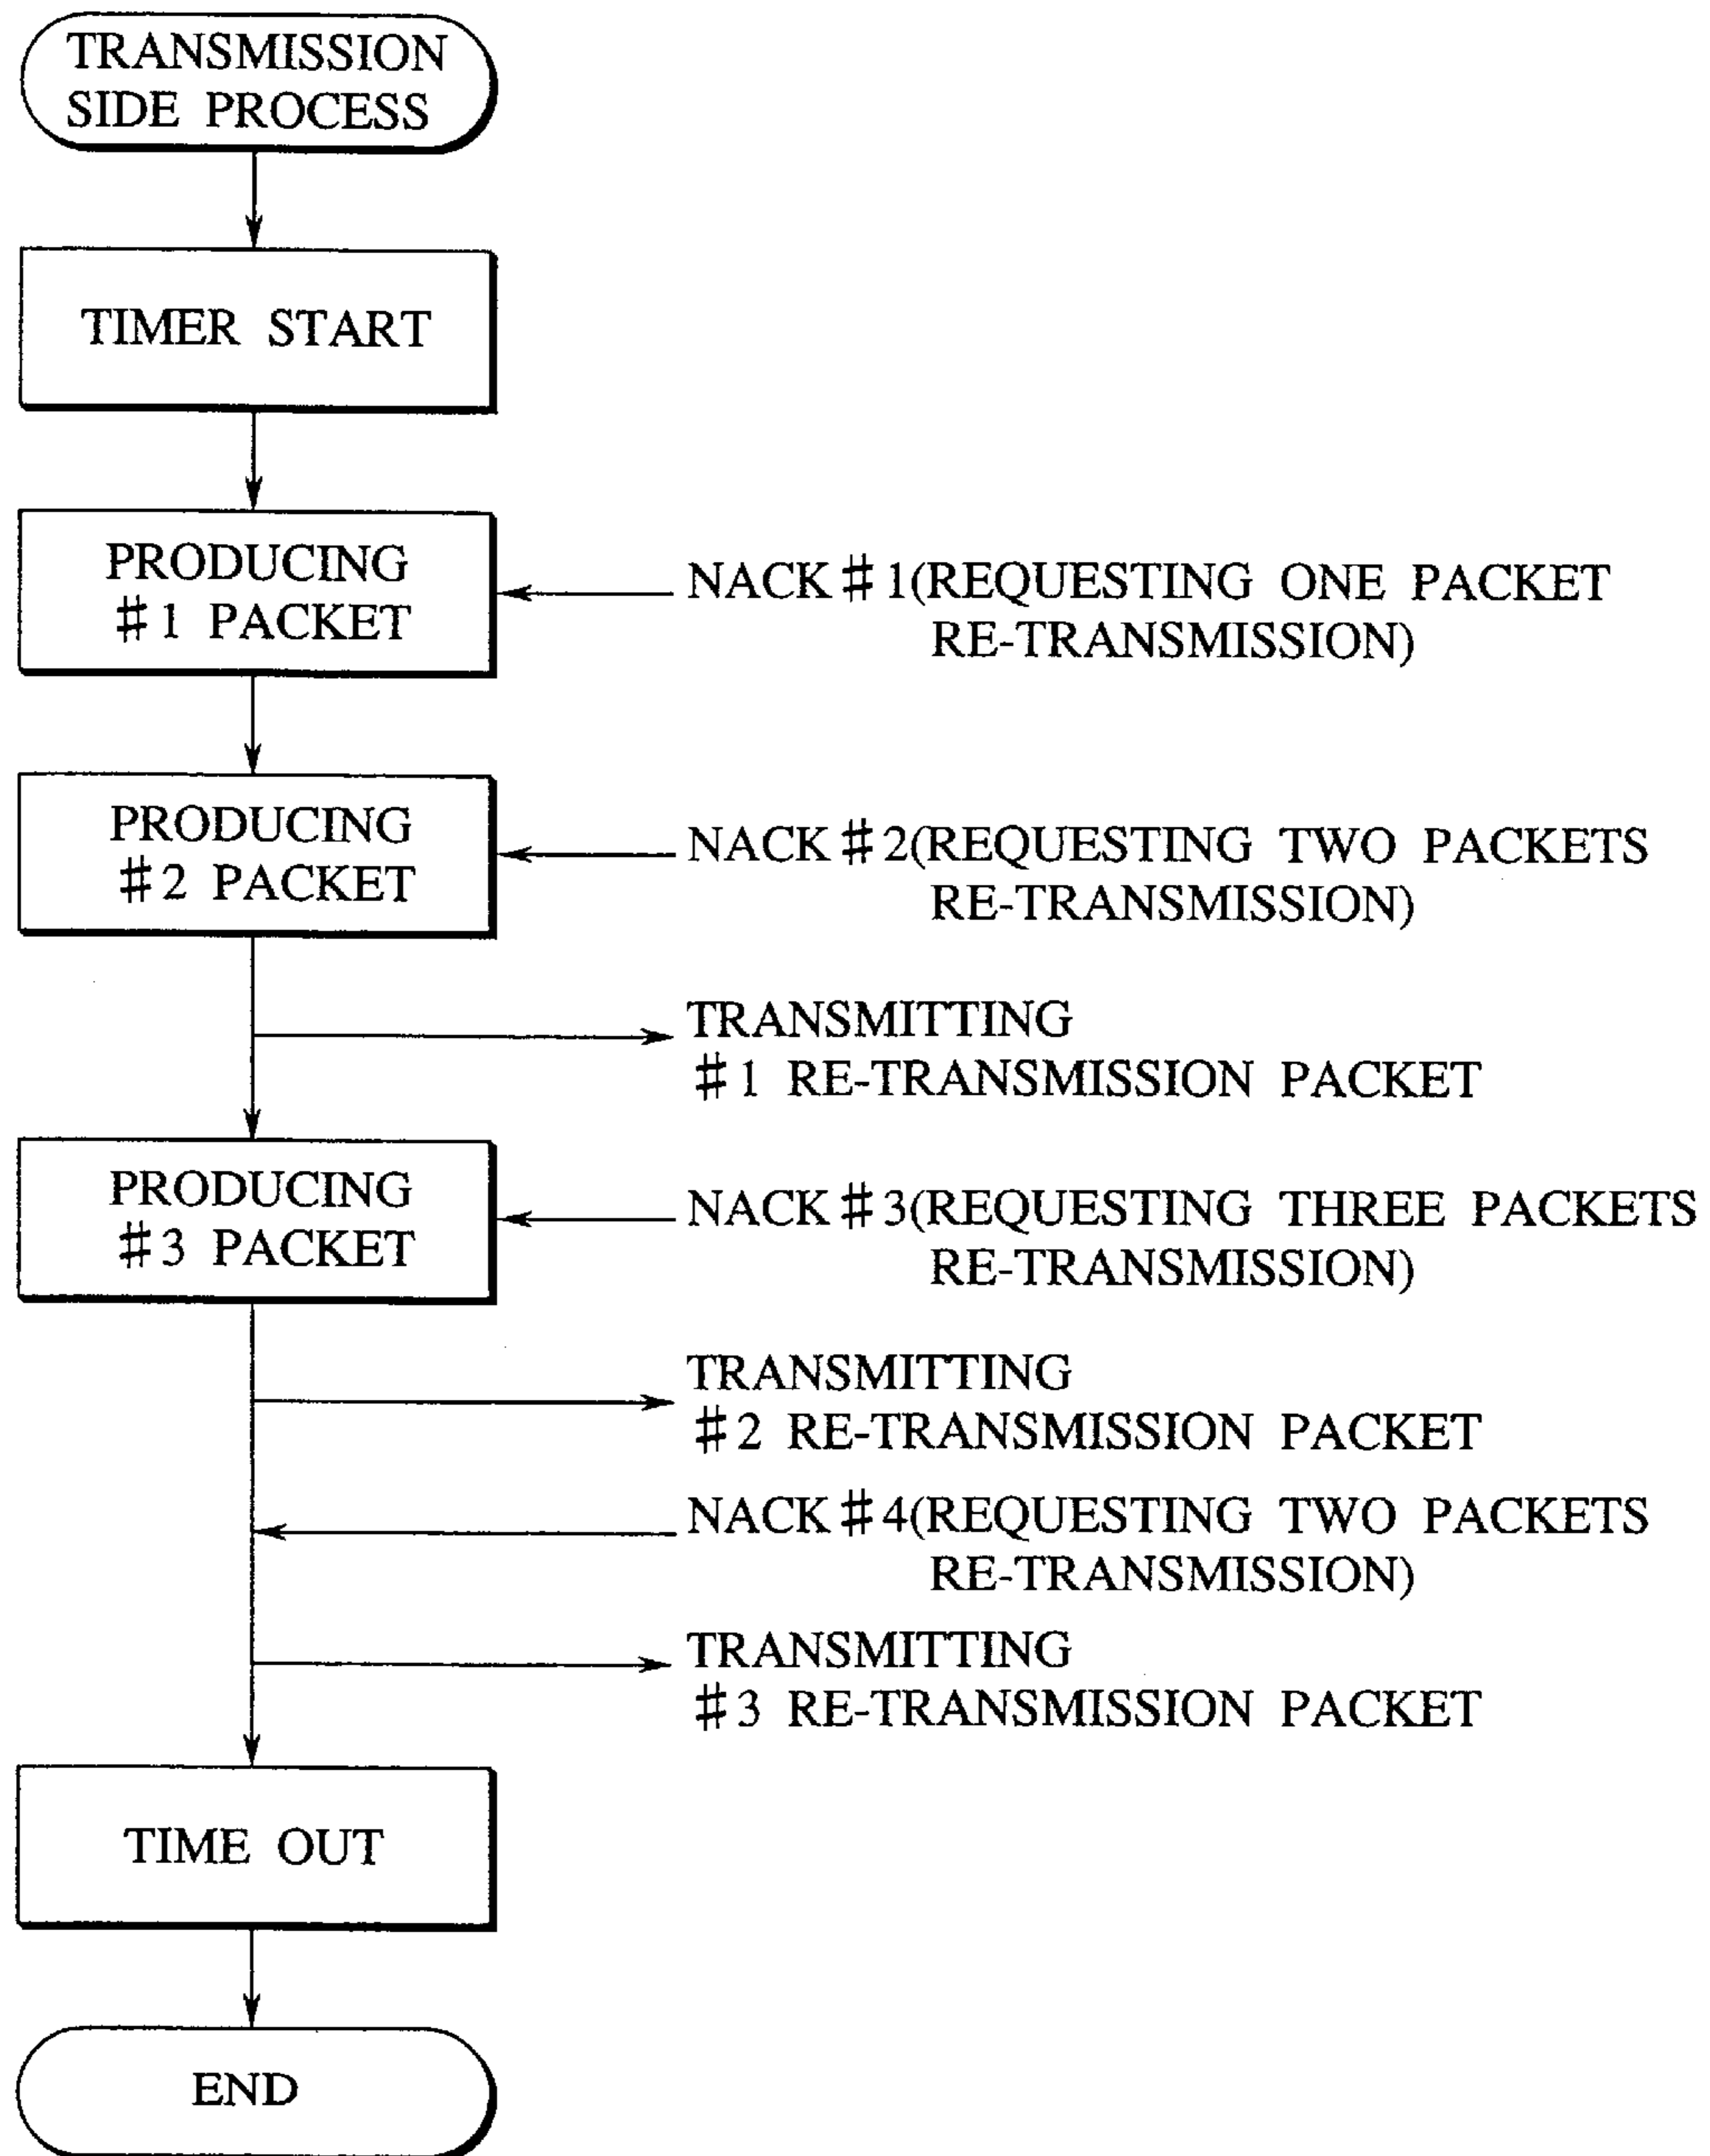 TRANSMISSION
SIDE PROCESS
TIMER START
PRODUCING
#1 PACKET
NACK #1(REQUESTING ONE PACKET
RE-TRANSMISSION)
PRODUCING
#2 PACKET
NACK #2(REQUESTING TWO PACKETS
RE-TRANSMISSION)
TRANSMITTING
#1 RE-TRANSMISSION PACKET
PRODUCING
#3 PACKET
NACK #3(REQUESTING THREE PACKETS
RE-TRANSMISSION)
TRANSMITTING
#2 RE-TRANSMISSION PACKET
NACK #4(REQUESTING TWO PACKETS
RE-TRANSMISSION)
TRANSMITTING
#3 RE-TRANSMISSION PACKET
TIME OUT
END